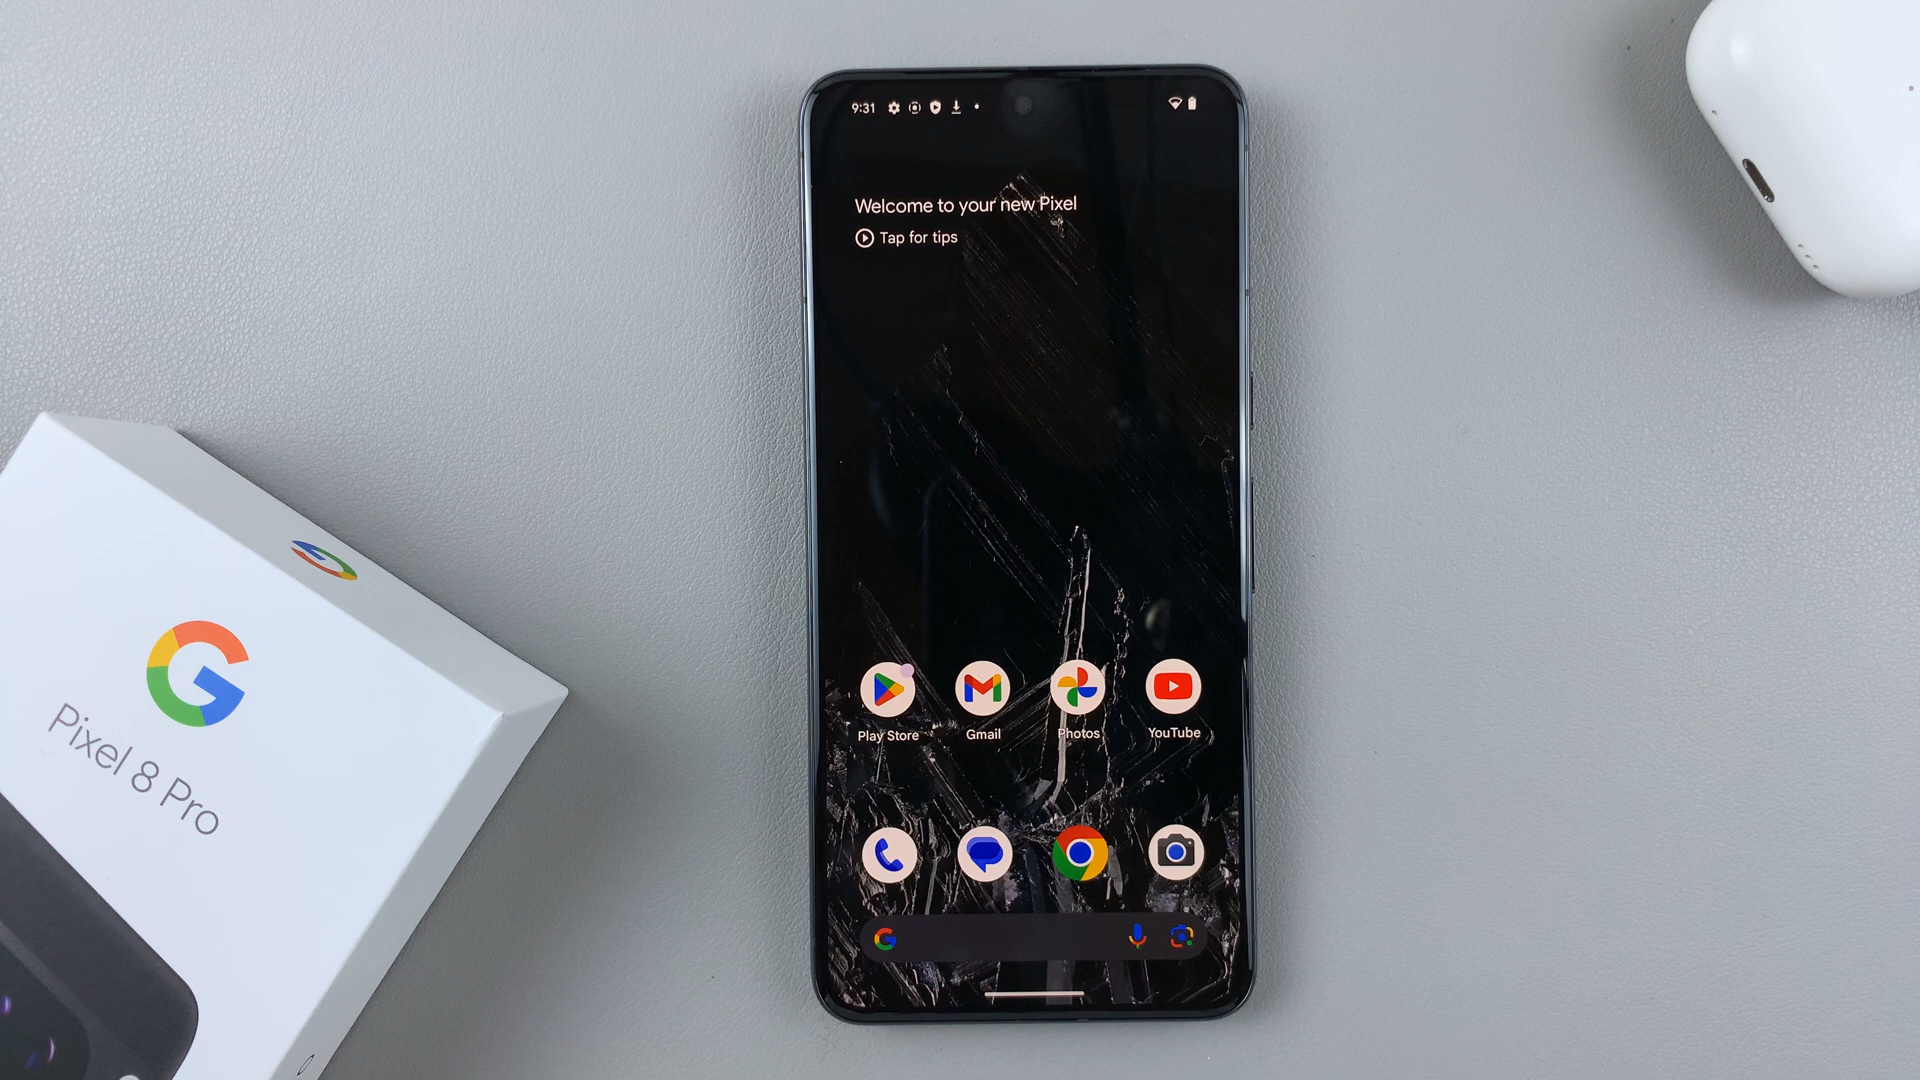 9:31
Welcome to your new Pixel
Tap for tips
Play Store
Gmail
Photos
YouTube
G
Pixel 8 Pro